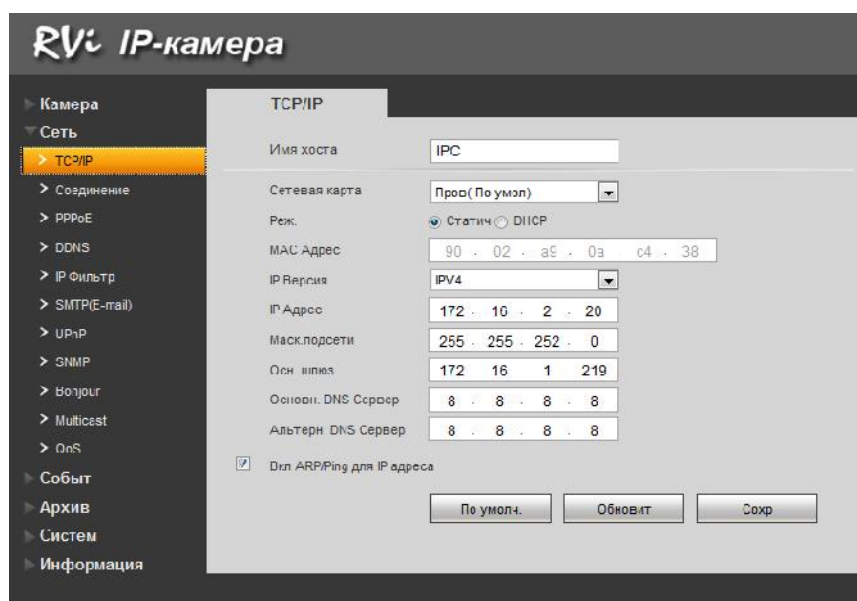 RVi IP-камера
Камера
Сеть
TCP/IP
Соединение
PPPoE
DDNS
IP Фильтр
SMTP(E-mail)
UPnP
SNMP
Bonjour
Multicast
QoS
Событ
Архив
Систем
Информация
TCP/IP
Имя хоста IPC
Сетевая карта Пров(По умол)
Реж. Статич DHCP
MAC Адрес 90 . 02 . a9 . 0a c4 . 38
IP Версия IPV4
IP Адрес 172 . 16 . 2 . 20
Маск.подсети 255 . 255 . 252 . 0
Осн. шлюз 172 16 1 219
Основн. DNS Сервер 8 . 8 . 8 . 8
Альтерн. DNS Сервер 8 . 8 . 8 . 8
Вкл ARP/Ping для IP адреса
По умолч. Обновит Сохр